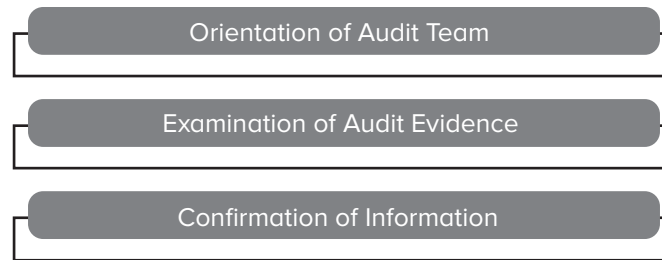 Orientation of Audit Team
Examination of Audit Evidence
Confirmation of Information